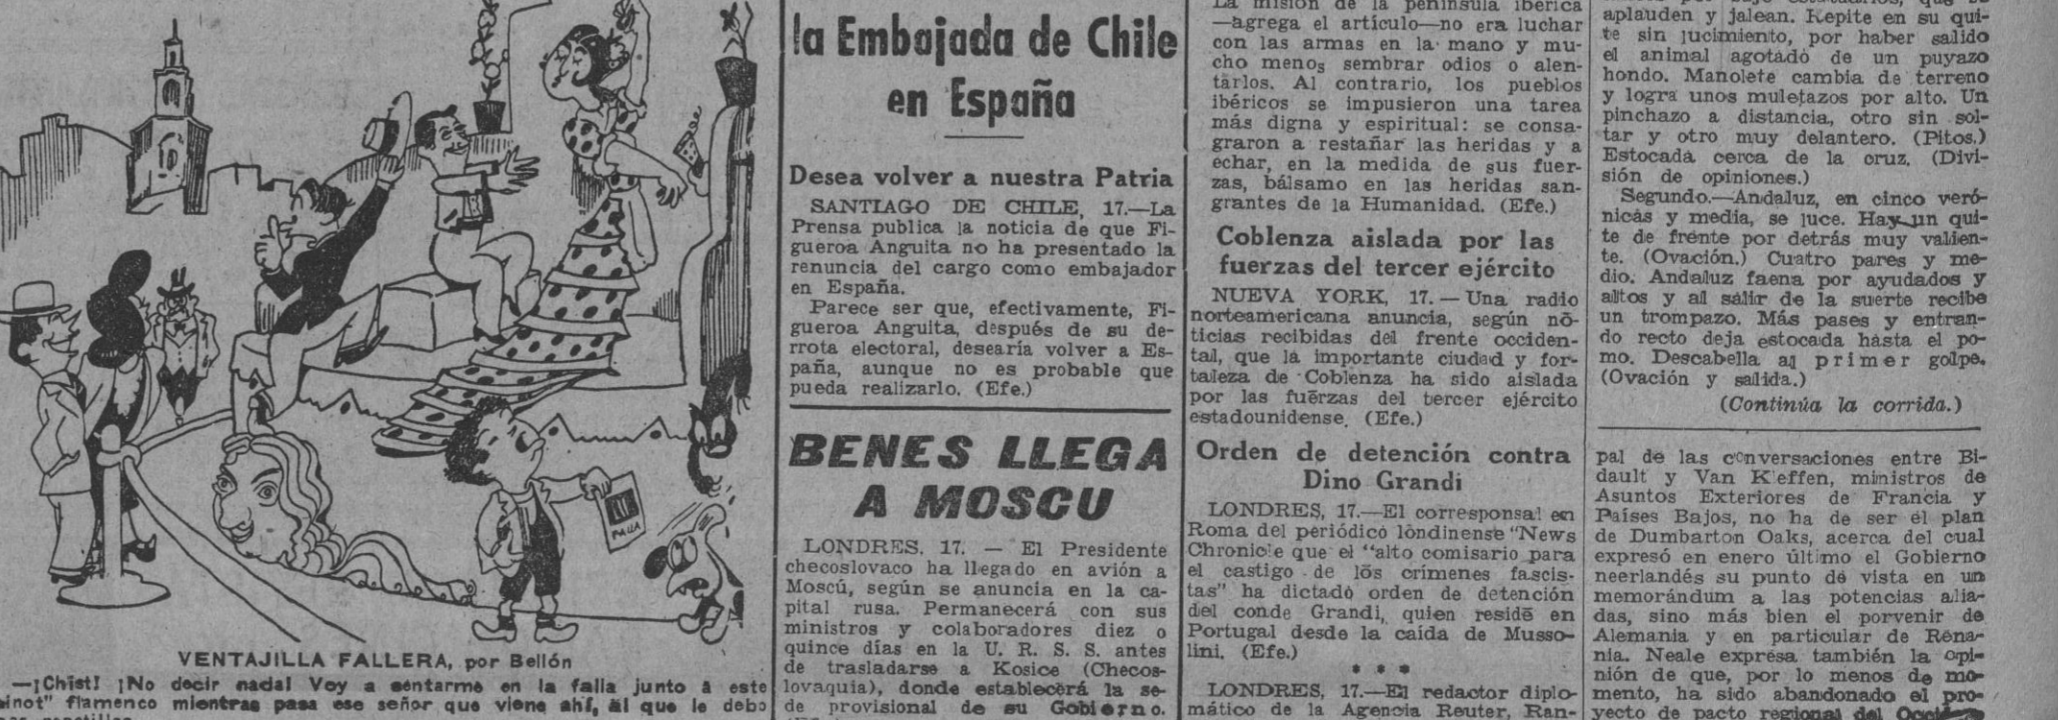 FALLA
VENTAJILLA FALLERA, por Bellón
—¡Chist! ¡No decir nada! Voy a sentarme en la falla junto a este
"ninot" flamenco mientras pasa ese señor que viene ahí, al que le debo
la Embajada de Chile
en España
Desea volver a nuestra Patria
SANTIAGO DE CHILE, 17.—La
Prensa publica la noticia de que Fi-
gueroa Anguita no ha presentado la
renuncia del cargo como embajador
en España.
Parece ser que, efectivamente, Fi-
gueroa Anguita, después de su de-
rrota electoral, desearía volver a Es-
paña, aunque no es probable que
pueda realizarlo. (Efe.)
BENES LLEGA
A MOSCU
LONDRES, 17. — El Presidente
checoslovaco ha llegado en avión a
Moscú, según se anuncia en la ca-
pital rusa. Permanecerá con sus
ministros y colaboradores diez o
quince días en la U. R. S. S. antes
de trasladarse a Kosice (Checos-
lovaquia), donde establecerá la se-
de provisional de su Gobierno.
La misión de la península ibérica
—agrega el artículo—no era luchar
con las armas en la mano y mu-
cho menos sembrar odios o alen-
tarlos. Al contrario, los pueblos
ibéricos se impusieron una tarea
más digna y espiritual: se consa-
graron a restañar las heridas y a
echar, en la medida de sus fuer-
zas, bálsamo en las heridas san-
grantes de la Humanidad. (Efe.)
Coblenza aislada por las
fuerzas del tercer ejército
NUEVA YORK, 17. — Una radio
norteamericana anuncia, según no-
ticias recibidas del frente occiden-
tal, que la importante ciudad y for-
taleza de Coblenza ha sido aislada
por las fuerzas del tercer ejército
estadounidense. (Efe.)
Orden de detención contra
Dino Grandi
LONDRES, 17.—El corresponsal en
Roma del periódico londinense "News
Chronicle que el "alto comisario para
el castigo de los crímenes fascis-
tas" ha dictado orden de detención
del conde Grandi, quien reside en
Portugal desde la caída de Musso-
lini. (Efe.)
* * *
LONDRES, 17.—El redactor diplo-
mático de la Agencia Reuter, Ran-
aplauden y jalean. Repite en su qui-
te sin lucimiento, por haber salido
el animal agotado de un puyazo
hondo. Manolete cambia de terreno
y logra unos muletazos por alto. Un
pinchazo a distancia, otro sin sol-
tar y otro muy delantero. (Pitos.)
Estocada cerca de la cruz. (Divi-
sión de opiniones.)
Segundo.—Andaluz, en cinco veró-
nicas y media, se luce. Hay un qui-
te de frente por detrás muy valien-
te. (Ovación.) Cuatro pares y me-
dio. Andaluz faena por ayudados y
altos y al salir de la suerte recibe
un trompazo. Más pases y entran-
do recto deja estocada hasta el po-
mo. Descabella al primer golpe.
(Ovación y salida.)
(Continúa la corrida.)
pal de las conversaciones entre Bi-
dault y Van Kleffen, ministros de
Asuntos Exteriores de Francia y
Países Bajos, no ha de ser el plan
de Dumbarton Oaks, acerca del cual
expresó en enero último el Gobierno
neerlandés su punto de vista en un
memorándum a las potencias alia-
das, sino más bien el porvenir de
Alemania y en particular de Rena-
nia. Neale expresa también la opi-
nión de que, por lo menos de mo-
mento, ha sido abandonado el pro-
yecto de pacto regional del